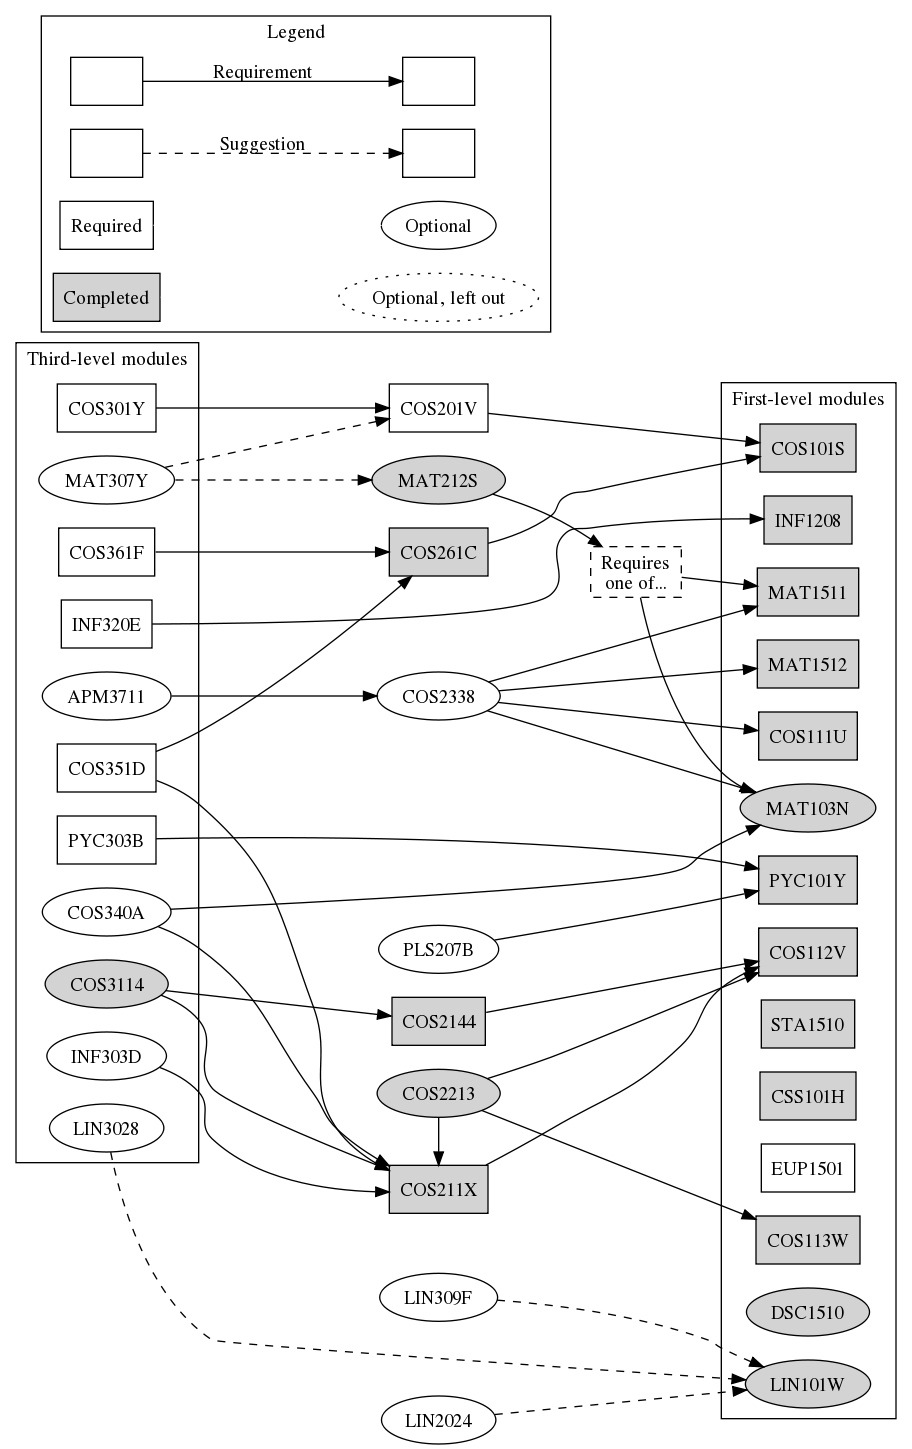 Legend
Requirement
Suggestion
Required
Optional
Completed
Optional, left out
Third-level modules
COS301Y
MAT307Y
COS361F
INF320E
APM3711
COS351D
PYC303B
COS340A
COS3114
INF303D
LIN3028
COS201V
MAT212S
COS261C
COS2338
PLS207B
COS2144
COS2213
COS211X
LIN309F
LIN2024
Requires
one of...
First-level modules
COS101S
INF1208
MAT1511
MAT1512
COS111U
MAT103N
PYC101Y
COS112V
STA1510
CSS101H
EUP1501
COS113W
DSC1510
LIN101W